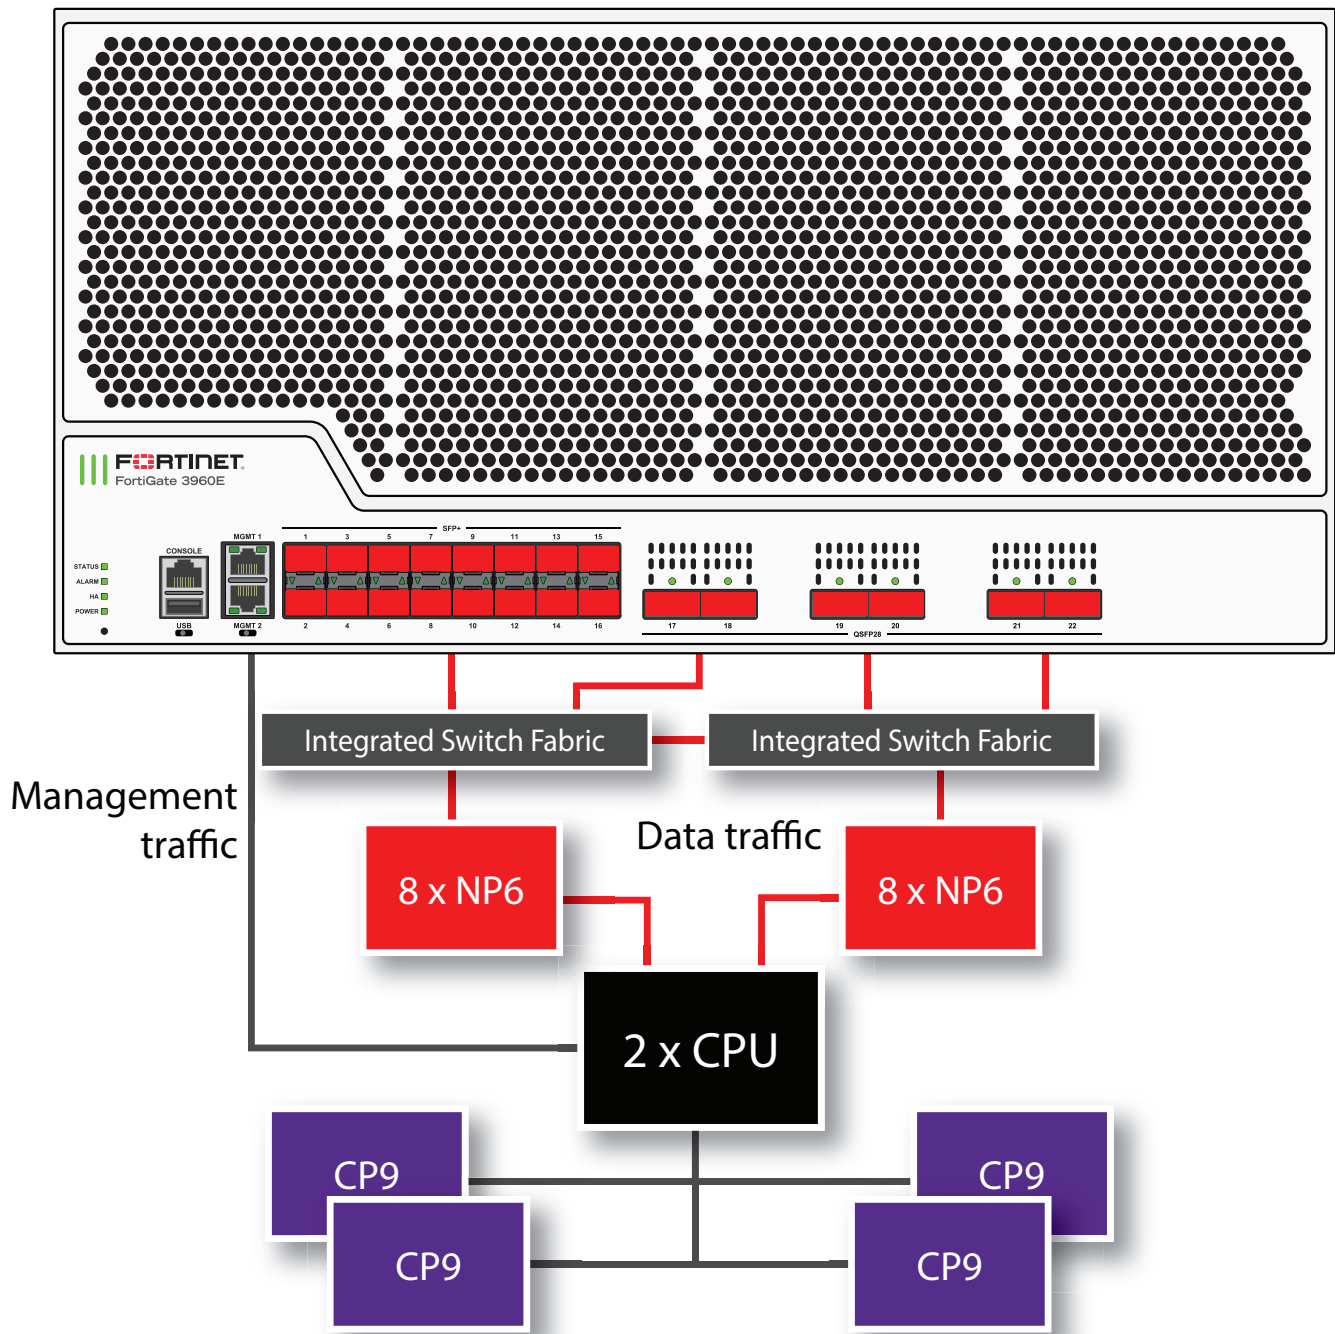 FORTINET
FortiGate 3960E
STATUS
ALARM
HA
POWER
CONSOLE
USB
MGMT 1
MGMT 2
SFP+
1 3 5 7 9 11 13 15
2 4 6 8 10 12 14 16
17 18 19 20 21 22
QSFP28
Integrated Switch Fabric
Integrated Switch Fabric
Management
traffic
Data traffic
8 x NP6
8 x NP6
2 x CPU
CP9
CP9
CP9
CP9